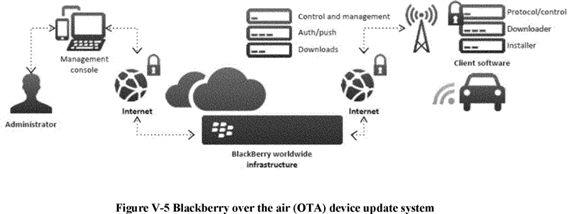 Control and management
Auth/push
Downloads
Protocol/control
Downloader
Installer
Client software
Management
console
Internet
Internet
Administrator
BlackBerry worldwide
infrastructure
Figure V-5 Blackberry over the air (OTA) device update system